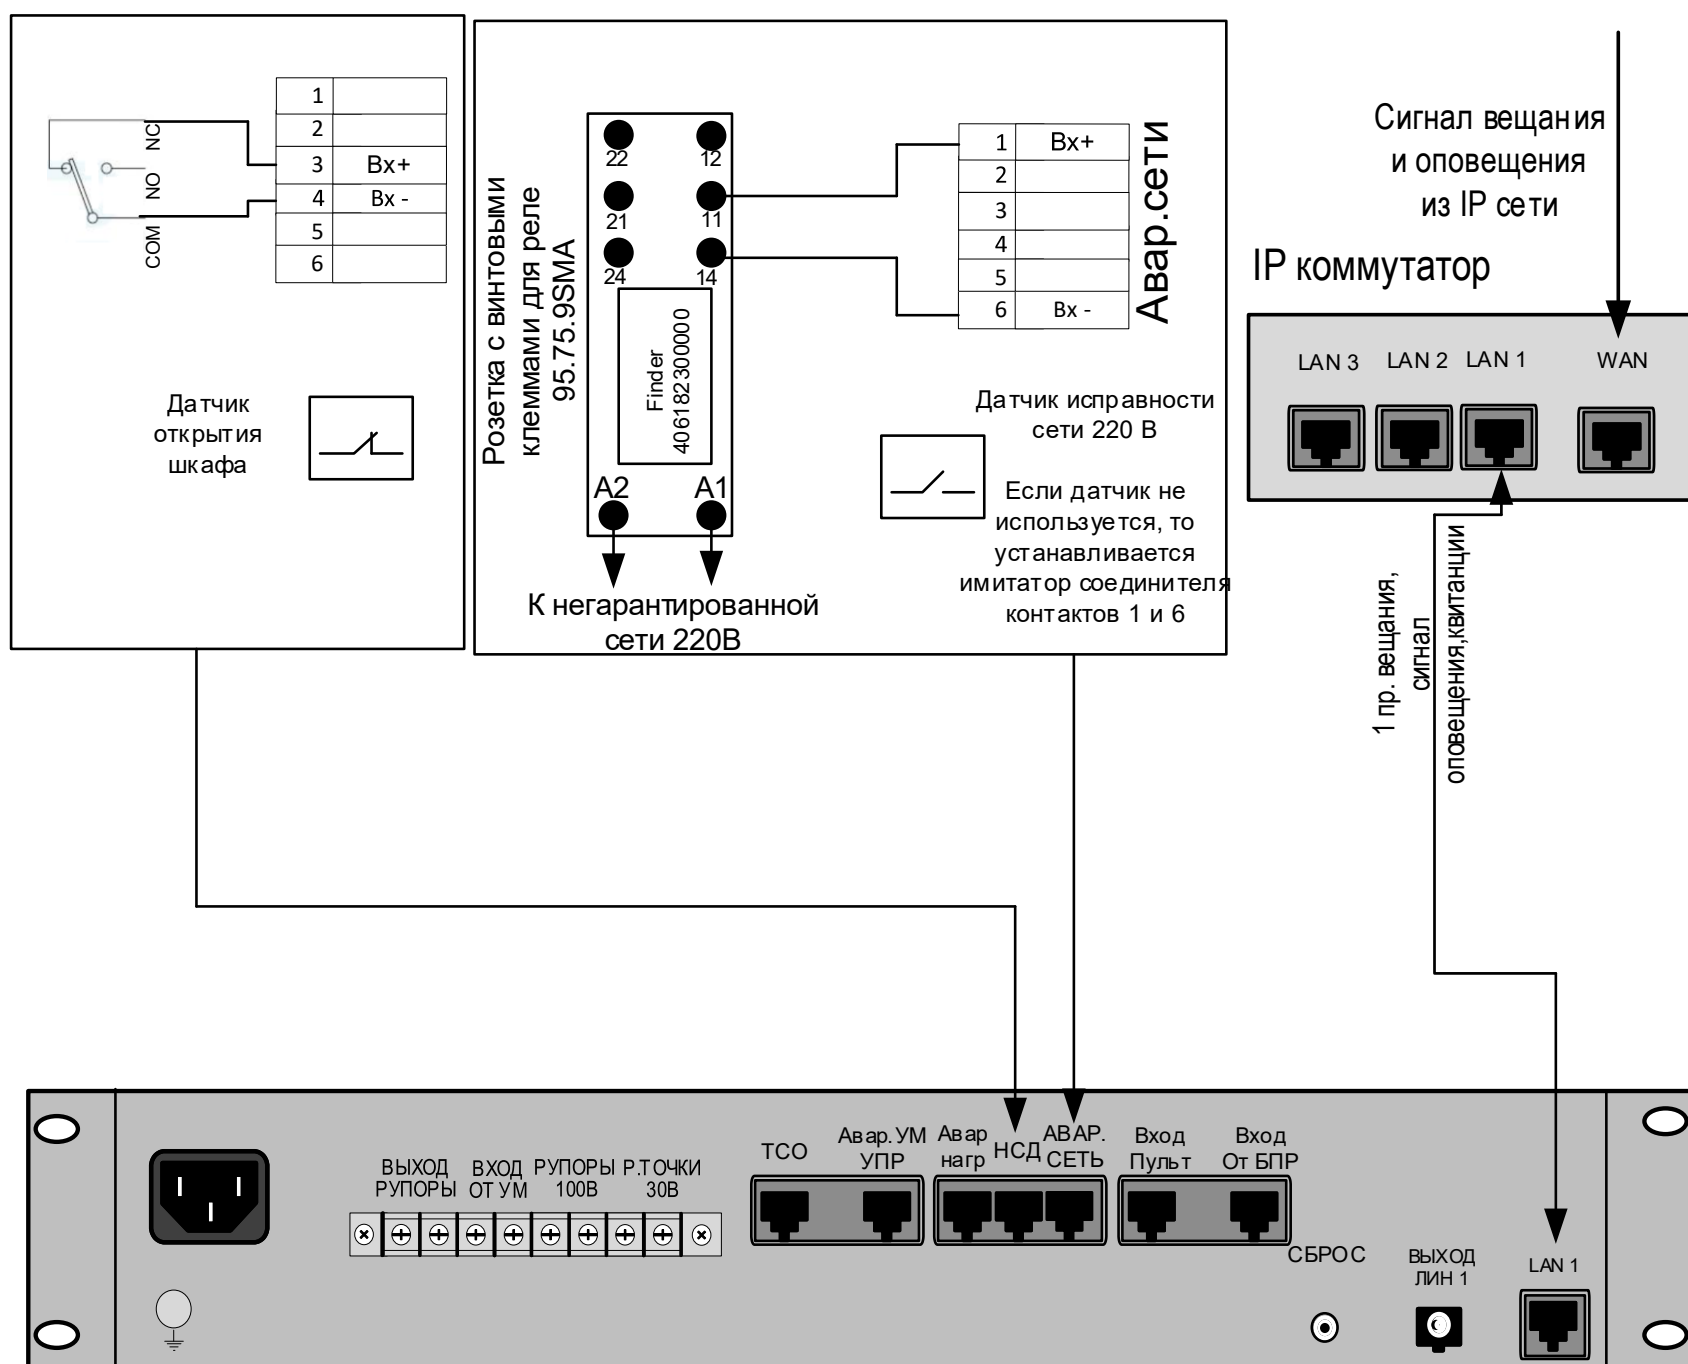 1
2
3 Вх+
4 Вх -
5
6
NC
NO
COM
Датчик
открытия
шкафа
Розетка с винтовыми
клеммами для реле
95.75.9SMA
22 12
21 11
24 14
Finder
406182300000
A2 A1
К негарантированной
сети 220В
1 Вх+
2
3
4
5
6 Вх -
Авар.сети
Датчик исправности
сети 220 В
Если датчик не
используется, то
устанавливается
имитатор соединителя
контактов 1 и 6
Сигнал вещания
и оповещения
из IP сети
IP коммутатор
LAN 3 LAN 2 LAN 1 WAN
1 пр. вещания,
сигнал
оповещения,квитанции
ВЫХОД
РУПОРЫ
ВХОД
ОТ УМ
РУПОРЫ
100В
Р.ТОЧКИ
30В
ТСО
Авар.УМ
УПР
Авар
нагр
НСД
АВАР.
СЕТЬ
Вход
Пульт
Вход
От БПР
СБРОС
ВЫХОД
ЛИН 1
LAN 1